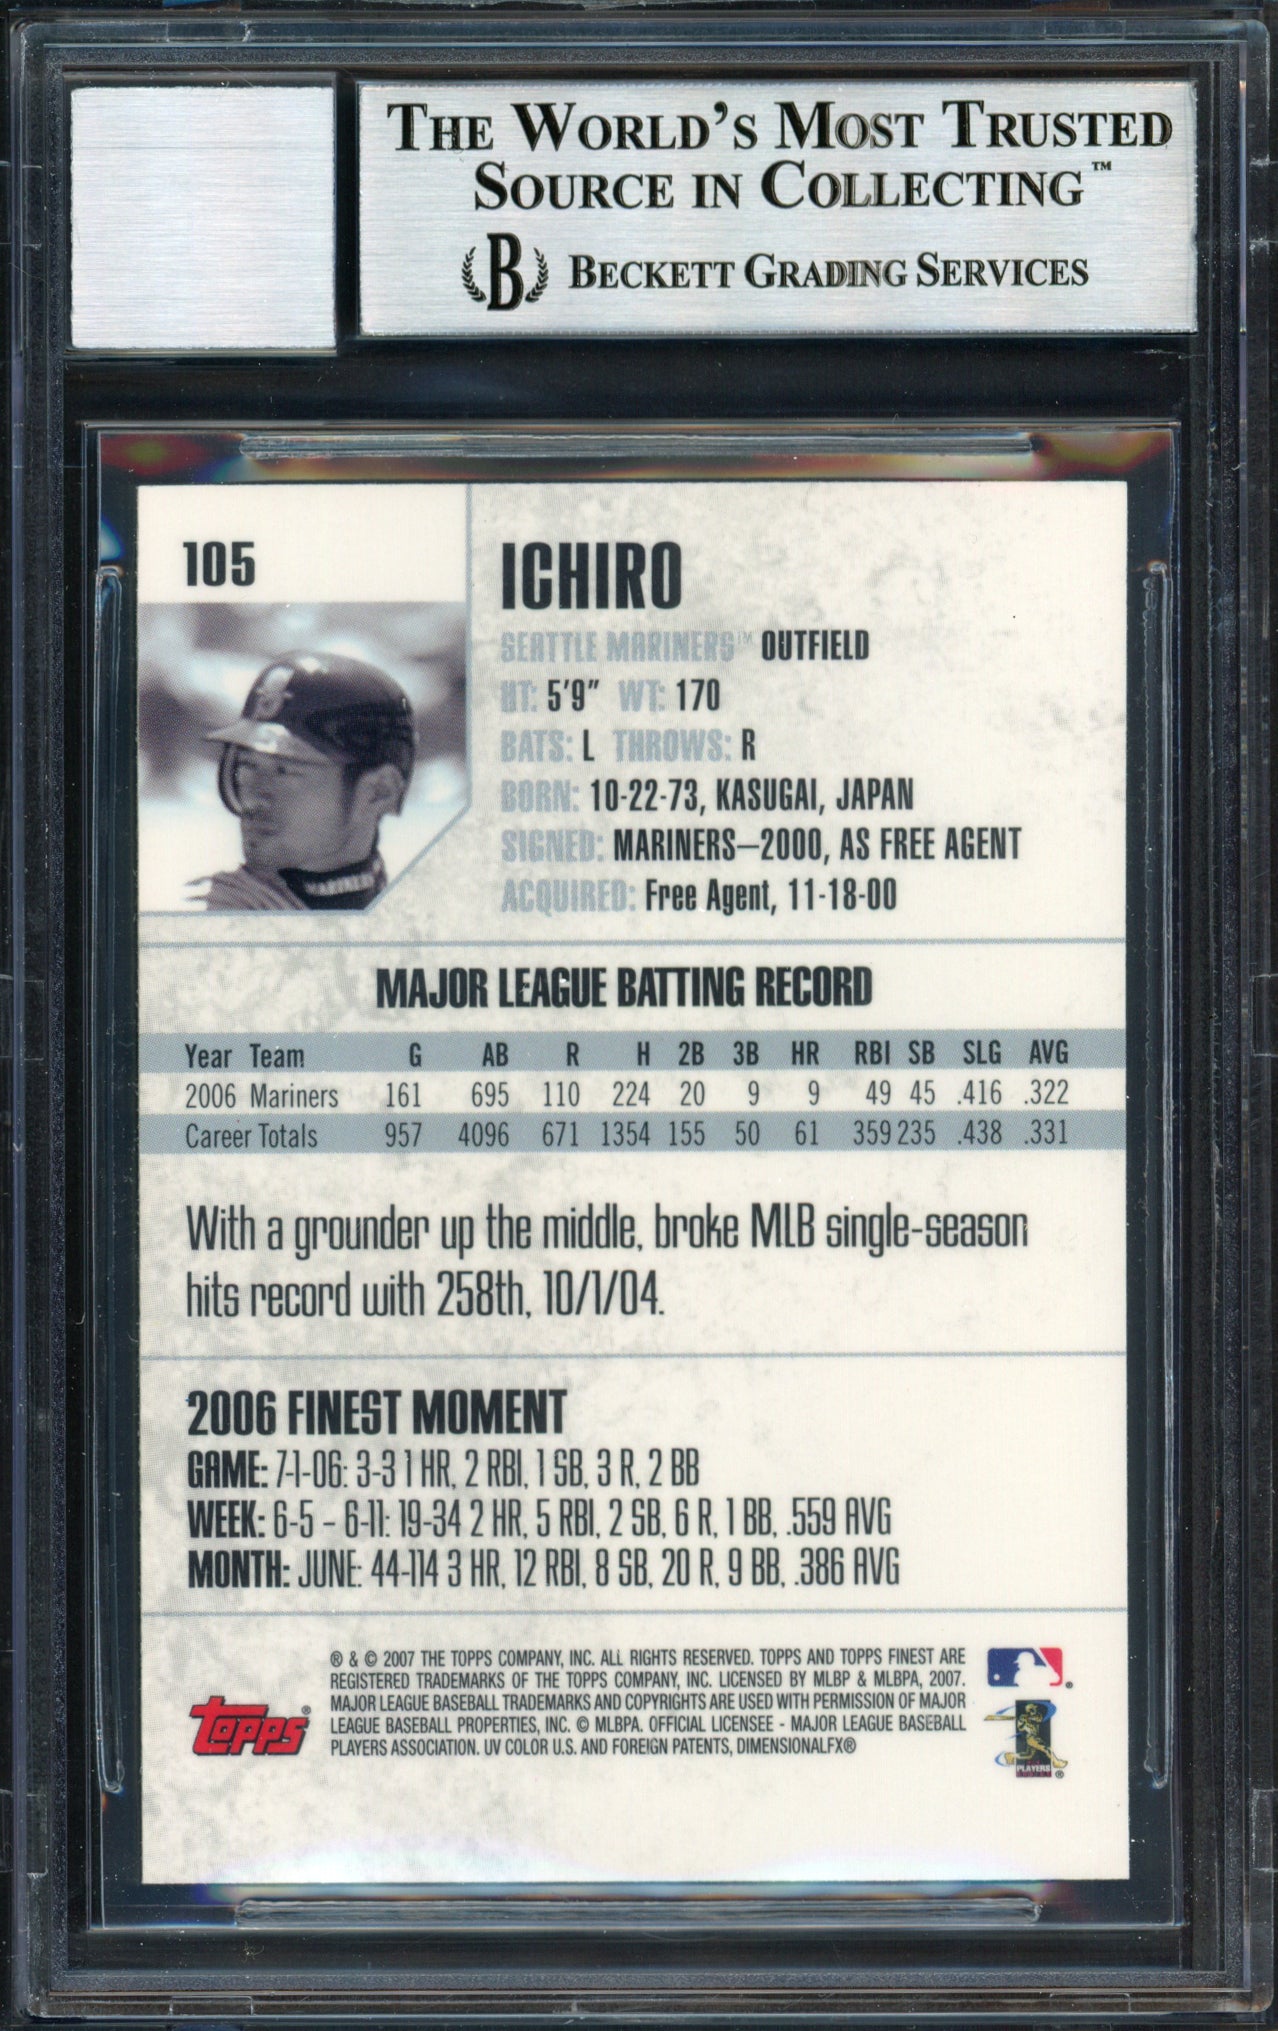 THE WORLD'S MOST TRUSTED
SOURCE IN COLLECTING™
B BECKETT GRADING SERVICES
105
ICHIRO
SEATTLE MARINERS™ OUTFIELD
HT: 5'9" WT: 170
BATS: L THROWS: R
BORN: 10-22-73, KASUGAI, JAPAN
SIGNED: MARINERS–2000, AS FREE AGENT
ACQUIRED: Free Agent, 11-18-00
MARINERS
MAJOR LEAGUE BATTING RECORD
Year Team G AB R H 2B 3B HR RBI SB SLG AVG
2006 Mariners 161 695 110 224 20 9 9 49 45 .416 .322
Career Totals 957 4096 671 1354 155 50 61 359 235 .438 .331
With a grounder up the middle, broke MLB single-season
hits record with 258th, 10/1/04.
2006 FINEST MOMENT
GAME: 7-1-06: 3-3 1 HR, 2 RBI, 1 SB, 3 R, 2 BB
WEEK: 6-5 – 6-11: 19-34 2 HR, 5 RBI, 2 SB, 6 R, 1 BB, .559 AVG
MONTH: JUNE: 44-114 3 HR, 12 RBI, 8 SB, 20 R, 9 BB, .386 AVG
® & © 2007 THE TOPPS COMPANY, INC. ALL RIGHTS RESERVED. TOPPS AND TOPPS FINEST ARE
REGISTERED TRADEMARKS OF THE TOPPS COMPANY, INC. LICENSED BY MLBP & MLBPA, 2007.
MAJOR LEAGUE BASEBALL TRADEMARKS AND COPYRIGHTS ARE USED WITH PERMISSION OF MAJOR
LEAGUE BASEBALL PROPERTIES, INC. © MLBPA. OFFICIAL LICENSEE - MAJOR LEAGUE BASEBALL
PLAYERS ASSOCIATION. UV COLOR U.S. AND FOREIGN PATENTS, DIMENSIONALFX®
TOPPS®
®
PLAYERS
®